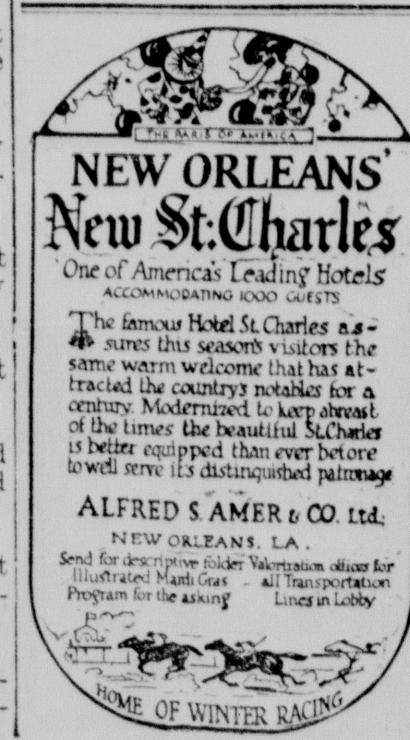 THE PARIS OF AMERICA
NEW ORLEANS'
New St. Charles
One of America's Leading Hotels
ACCOMMODATING 1000 GUESTS
The famous Hotel St. Charles as-
sures this season's visitors the
same warm welcome that has at-
tracted the country's notables for a
century. Modernized to keep abreast
of the times the beautiful St. Charles
is better equipped than ever before
to well serve it's distinguished patronage
ALFRED S. AMER & CO. Ltd.
NEW ORLEANS, LA.
Send for descriptive folder
Illustrated Mardi Gras
Program for the asking
offices for
all Transportation
Lines in Lobby
HOME OF WINTER RACING